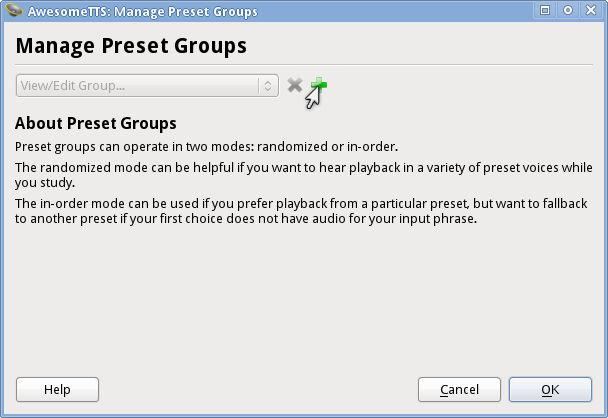 AwesomeTTS: Manage Preset Groups
Manage Preset Groups
View/Edit Group...
About Preset Groups
Preset groups can operate in two modes: randomized or in-order.
The randomized mode can be helpful if you want to hear playback in a variety of preset voices while
you study.
The in-order mode can be used if you prefer playback from a particular preset, but want to fallback
to another preset if your first choice does not have audio for your input phrase.
Help
Cancel
OK